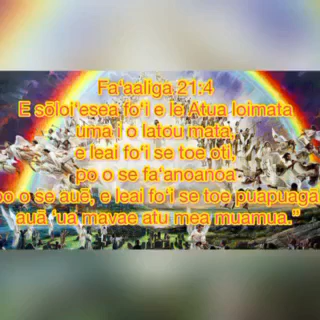 Fa'aaliga 21:4
E sōloi'esea fo'i e le Atua loimata
uma i o latou mata,
e leai fo'i se toe oti,
po o se fa'anoanoa
po o se auē, e leai fo'i se toe puapuaga
auā 'ua mavae atu mea muamua."